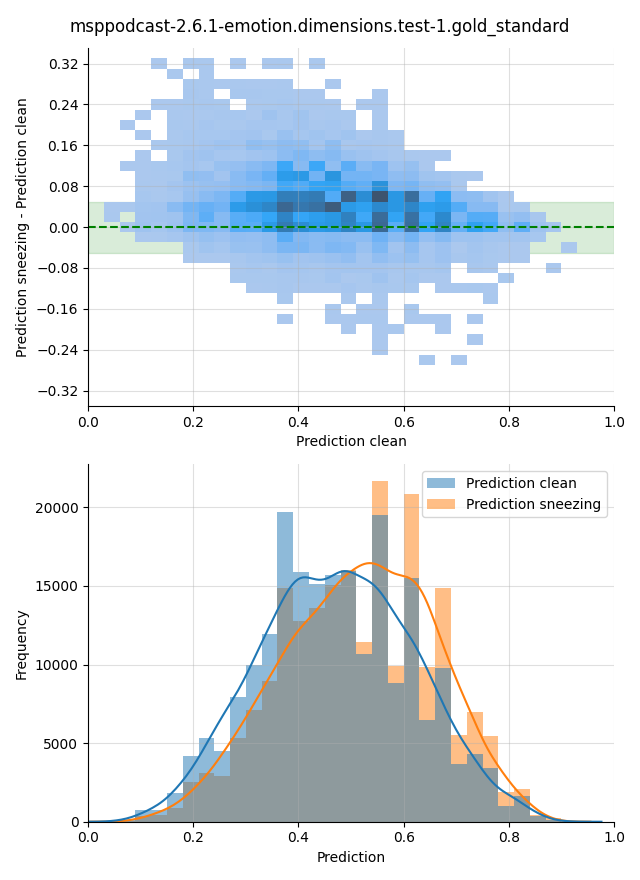 msppodcast-2.6.1-emotion.dimensions.test-1.gold_standard
Prediction sneezing - Prediction clean
0.32
0.24
0.16
0.08
0.00
−0.08
−0.16
−0.24
−0.32
0.0 0.2 0.4 0.6 0.8 1.0
Prediction clean
Prediction clean
Prediction sneezing
Frequency
20000
15000
10000
5000
0
0.0 0.2 0.4 0.6 0.8 1.0
Prediction